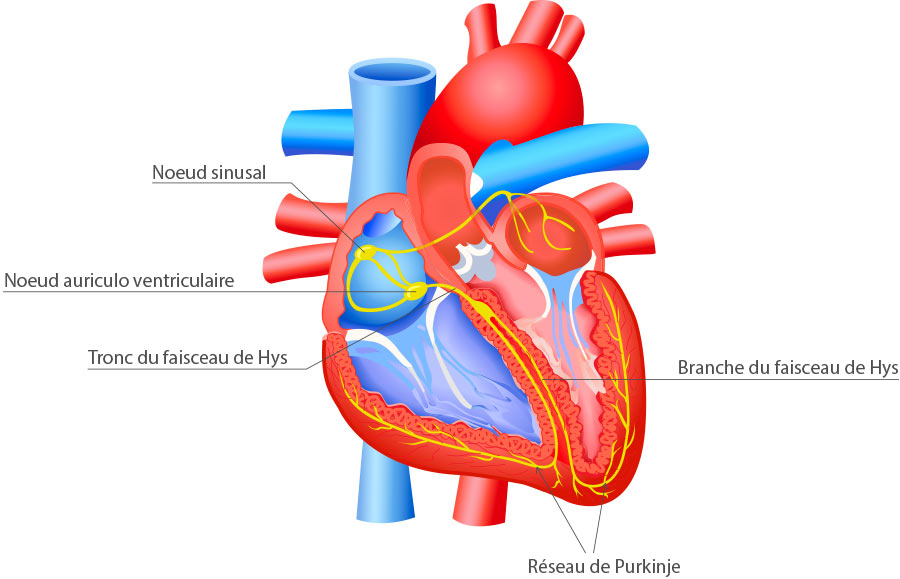 Noeud sinusal
Noeud auriculo ventriculaire
Tronc du faisceau de Hys
Branche du faisceau de Hys
Réseau de Purkinje